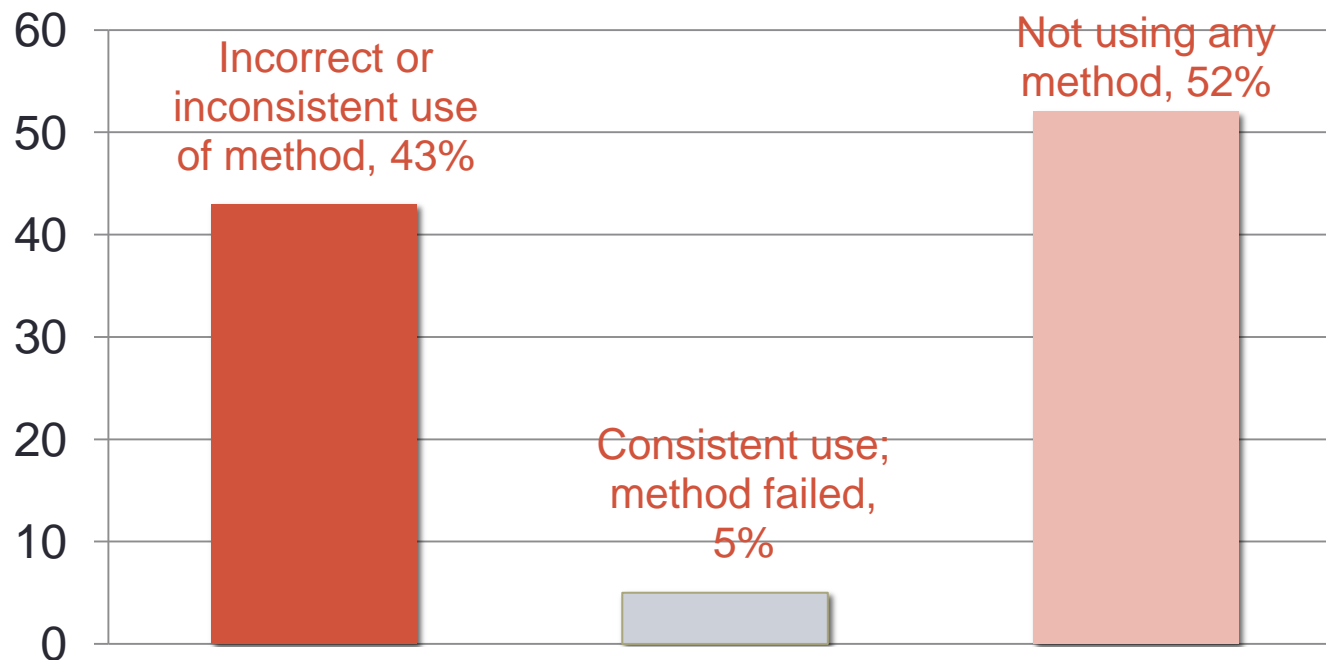 60
50
40
30
20
10
0
Incorrect or
inconsistent use
of method, 43%
Consistent use;
method failed,
5%
Not using any
method, 52%